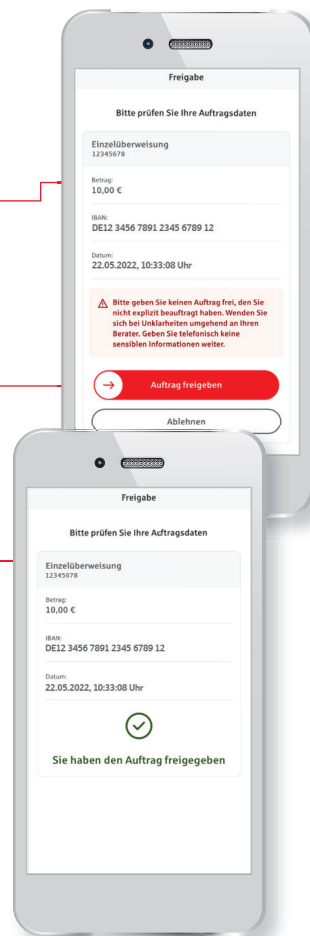 Freigabe
Bitte prüfen Sie Ihre Auftragsdaten
Einzelüberweisung
12345678
Betrag:
10,00 €
IBAN:
DE12 3456 7891 2345 6789 12
Datum:
22.05.2022, 10:33:08 Uhr
Bitte geben Sie keinen Auftrag frei, den Sie
nicht explizit beauftragt haben. Wenden Sie
sich bei Unklarheiten umgehend an Ihren
Berater. Geben Sie telefonisch keine
sensiblen Informationen weiter.
Auftrag freigeben
Ablehnen
Freigabe
Bitte prüfen Sie Ihre Auftragsdaten
Einzelüberweisung
12345678
Betrag:
10,00 €
IBAN:
DE12 3456 7891 2345 6789 12
Datum:
22.05.2022, 10:33:08 Uhr
Sie haben den Auftrag freigegeben